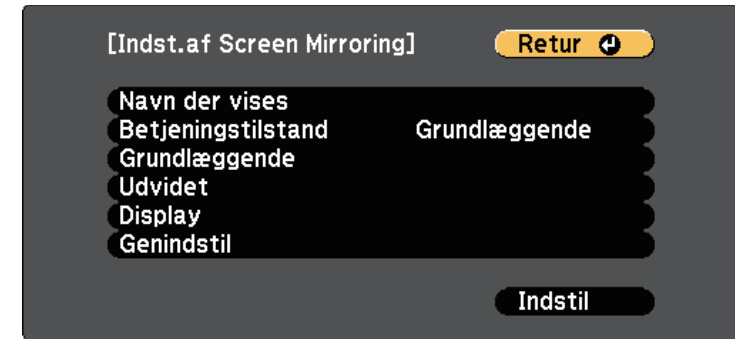 [Indst.af Screen Mirroring] Retur
Navn der vises
Betjeningstilstand Grundlæggende
Grundlæggende
Udvidet
Display
Genindstil
Indstil